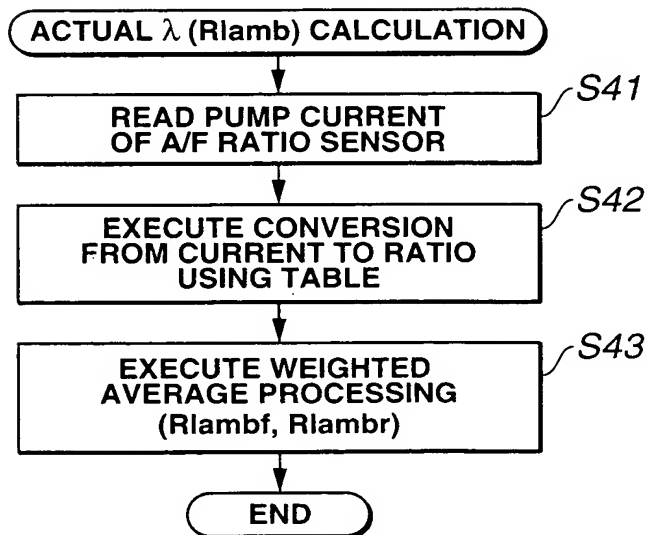 ACTUAL λ (Rlamb) CALCULATION
S41
READ PUMP CURRENT
OF A/F RATIO SENSOR
S42
EXECUTE CONVERSION
FROM CURRENT TO RATIO
USING TABLE
S43
EXECUTE WEIGHTED
AVERAGE PROCESSING
(Rlambf, Rlambr)
END